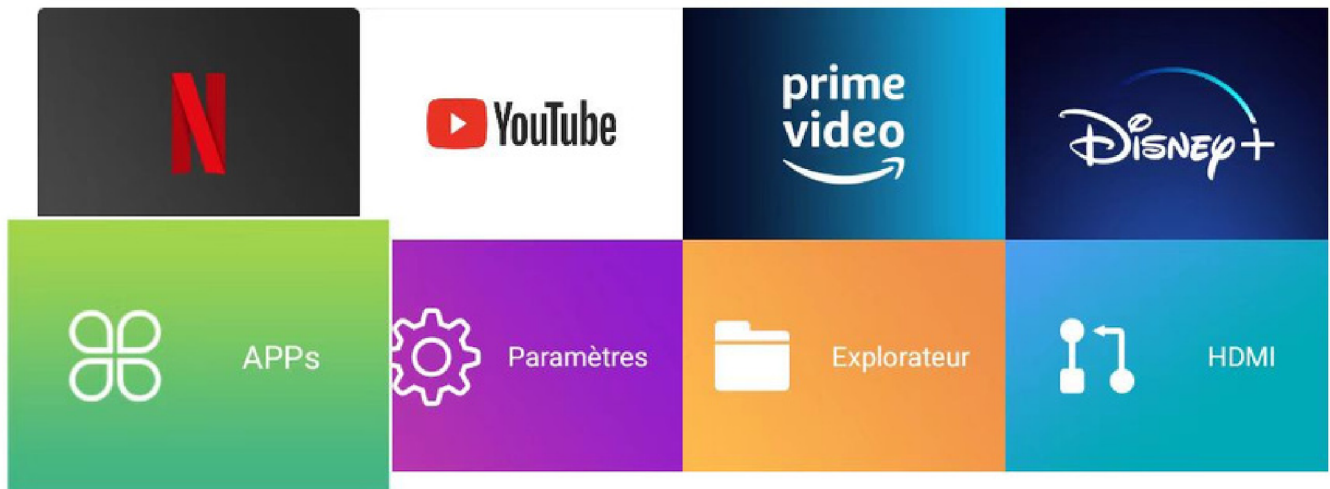 N
YouTube
prime
video
Disney+
APPs
Paramètres
Explorateur
HDMI